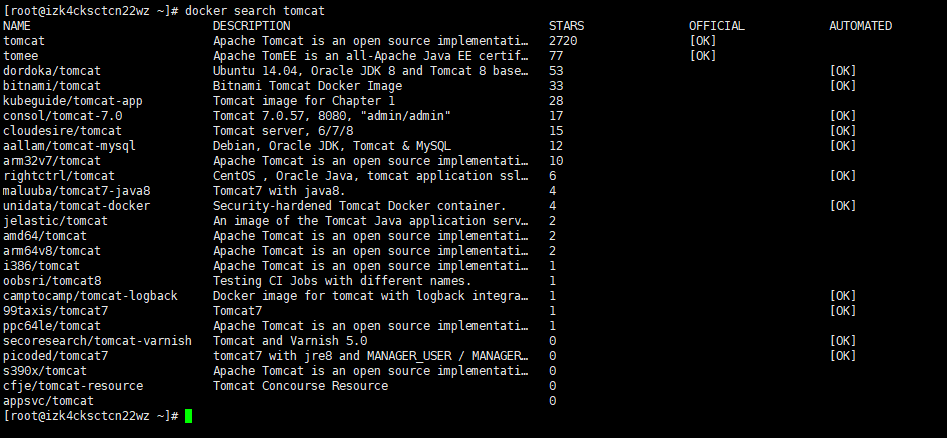 [root@izk4cksctcn22wz ~]# docker search tomcat
NAME DESCRIPTION STARS OFFICIAL AUTOMATED
tomcat Apache Tomcat is an open source implementati… 2720 [OK]
tomee Apache TomEE is an all-Apache Java EE certif… 77 [OK]
dordoka/tomcat Ubuntu 14.04, Oracle JDK 8 and Tomcat 8 base… 53 [OK]
bitnami/tomcat Bitnami Tomcat Docker Image 33 [OK]
kubeguide/tomcat-app Tomcat image for Chapter 1 28
consol/tomcat-7.0 Tomcat 7.0.57, 8080, "admin/admin" 17 [OK]
cloudesire/tomcat Tomcat server, 6/7/8 15 [OK]
aallam/tomcat-mysql Debian, Oracle JDK, Tomcat & MySQL 12 [OK]
arm32v7/tomcat Apache Tomcat is an open source implementati… 10
rightctrl/tomcat CentOS , Oracle Java, tomcat application ssl… 6 [OK]
maluuba/tomcat7-java8 Tomcat7 with java8. 4
unidata/tomcat-docker Security-hardened Tomcat Docker container. 4 [OK]
jelastic/tomcat An image of the Tomcat Java application serv… 2
amd64/tomcat Apache Tomcat is an open source implementati… 2
arm64v8/tomcat Apache Tomcat is an open source implementati… 2
i386/tomcat Apache Tomcat is an open source implementati… 1
oobsri/tomcat8 Testing CI Jobs with different names. 1
camptocamp/tomcat-logback Docker image for tomcat with logback integra… 1 [OK]
99taxis/tomcat7 Tomcat7 1 [OK]
ppc64le/tomcat Apache Tomcat is an open source implementati… 1
secoresearch/tomcat-varnish Tomcat and Varnish 5.0 0 [OK]
picoded/tomcat7 tomcat7 with jre8 and MANAGER_USER / MANAGER… 0 [OK]
s390x/tomcat Apache Tomcat is an open source implementati… 0
cfje/tomcat-resource Tomcat Concourse Resource 0
appsvc/tomcat 0
[root@izk4cksctcn22wz ~]#